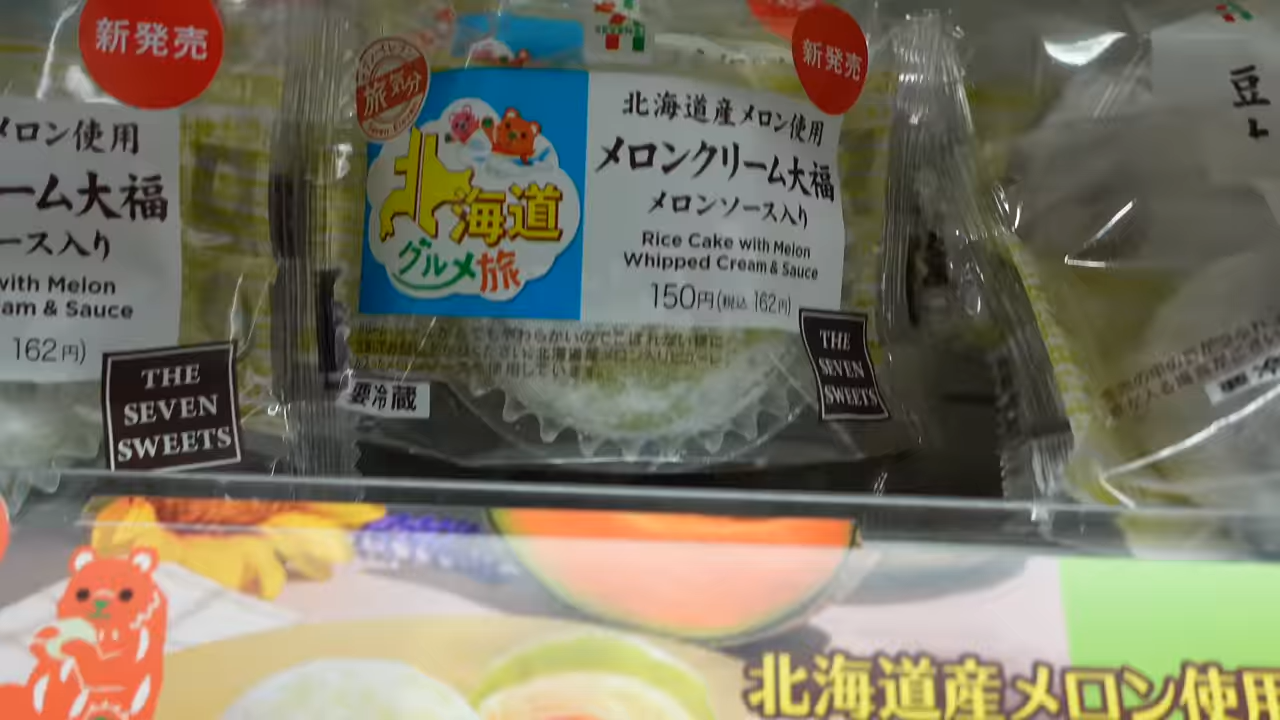 新発売
メロン使用
ーム大福
ース入り
with Melon
am & Sauce
162円)
THE
SEVEN
SWEETS
旅気分
北海道
グルメ旅
要冷蔵
新発売
北海道産メロン使用
メロンクリーム大福
メロンソース入り
Rice Cake with Melon
Whipped Cream & Sauce
150円(税込 162円)
THE
SEVEN
SWEETS
豆
北海道産メロン使用